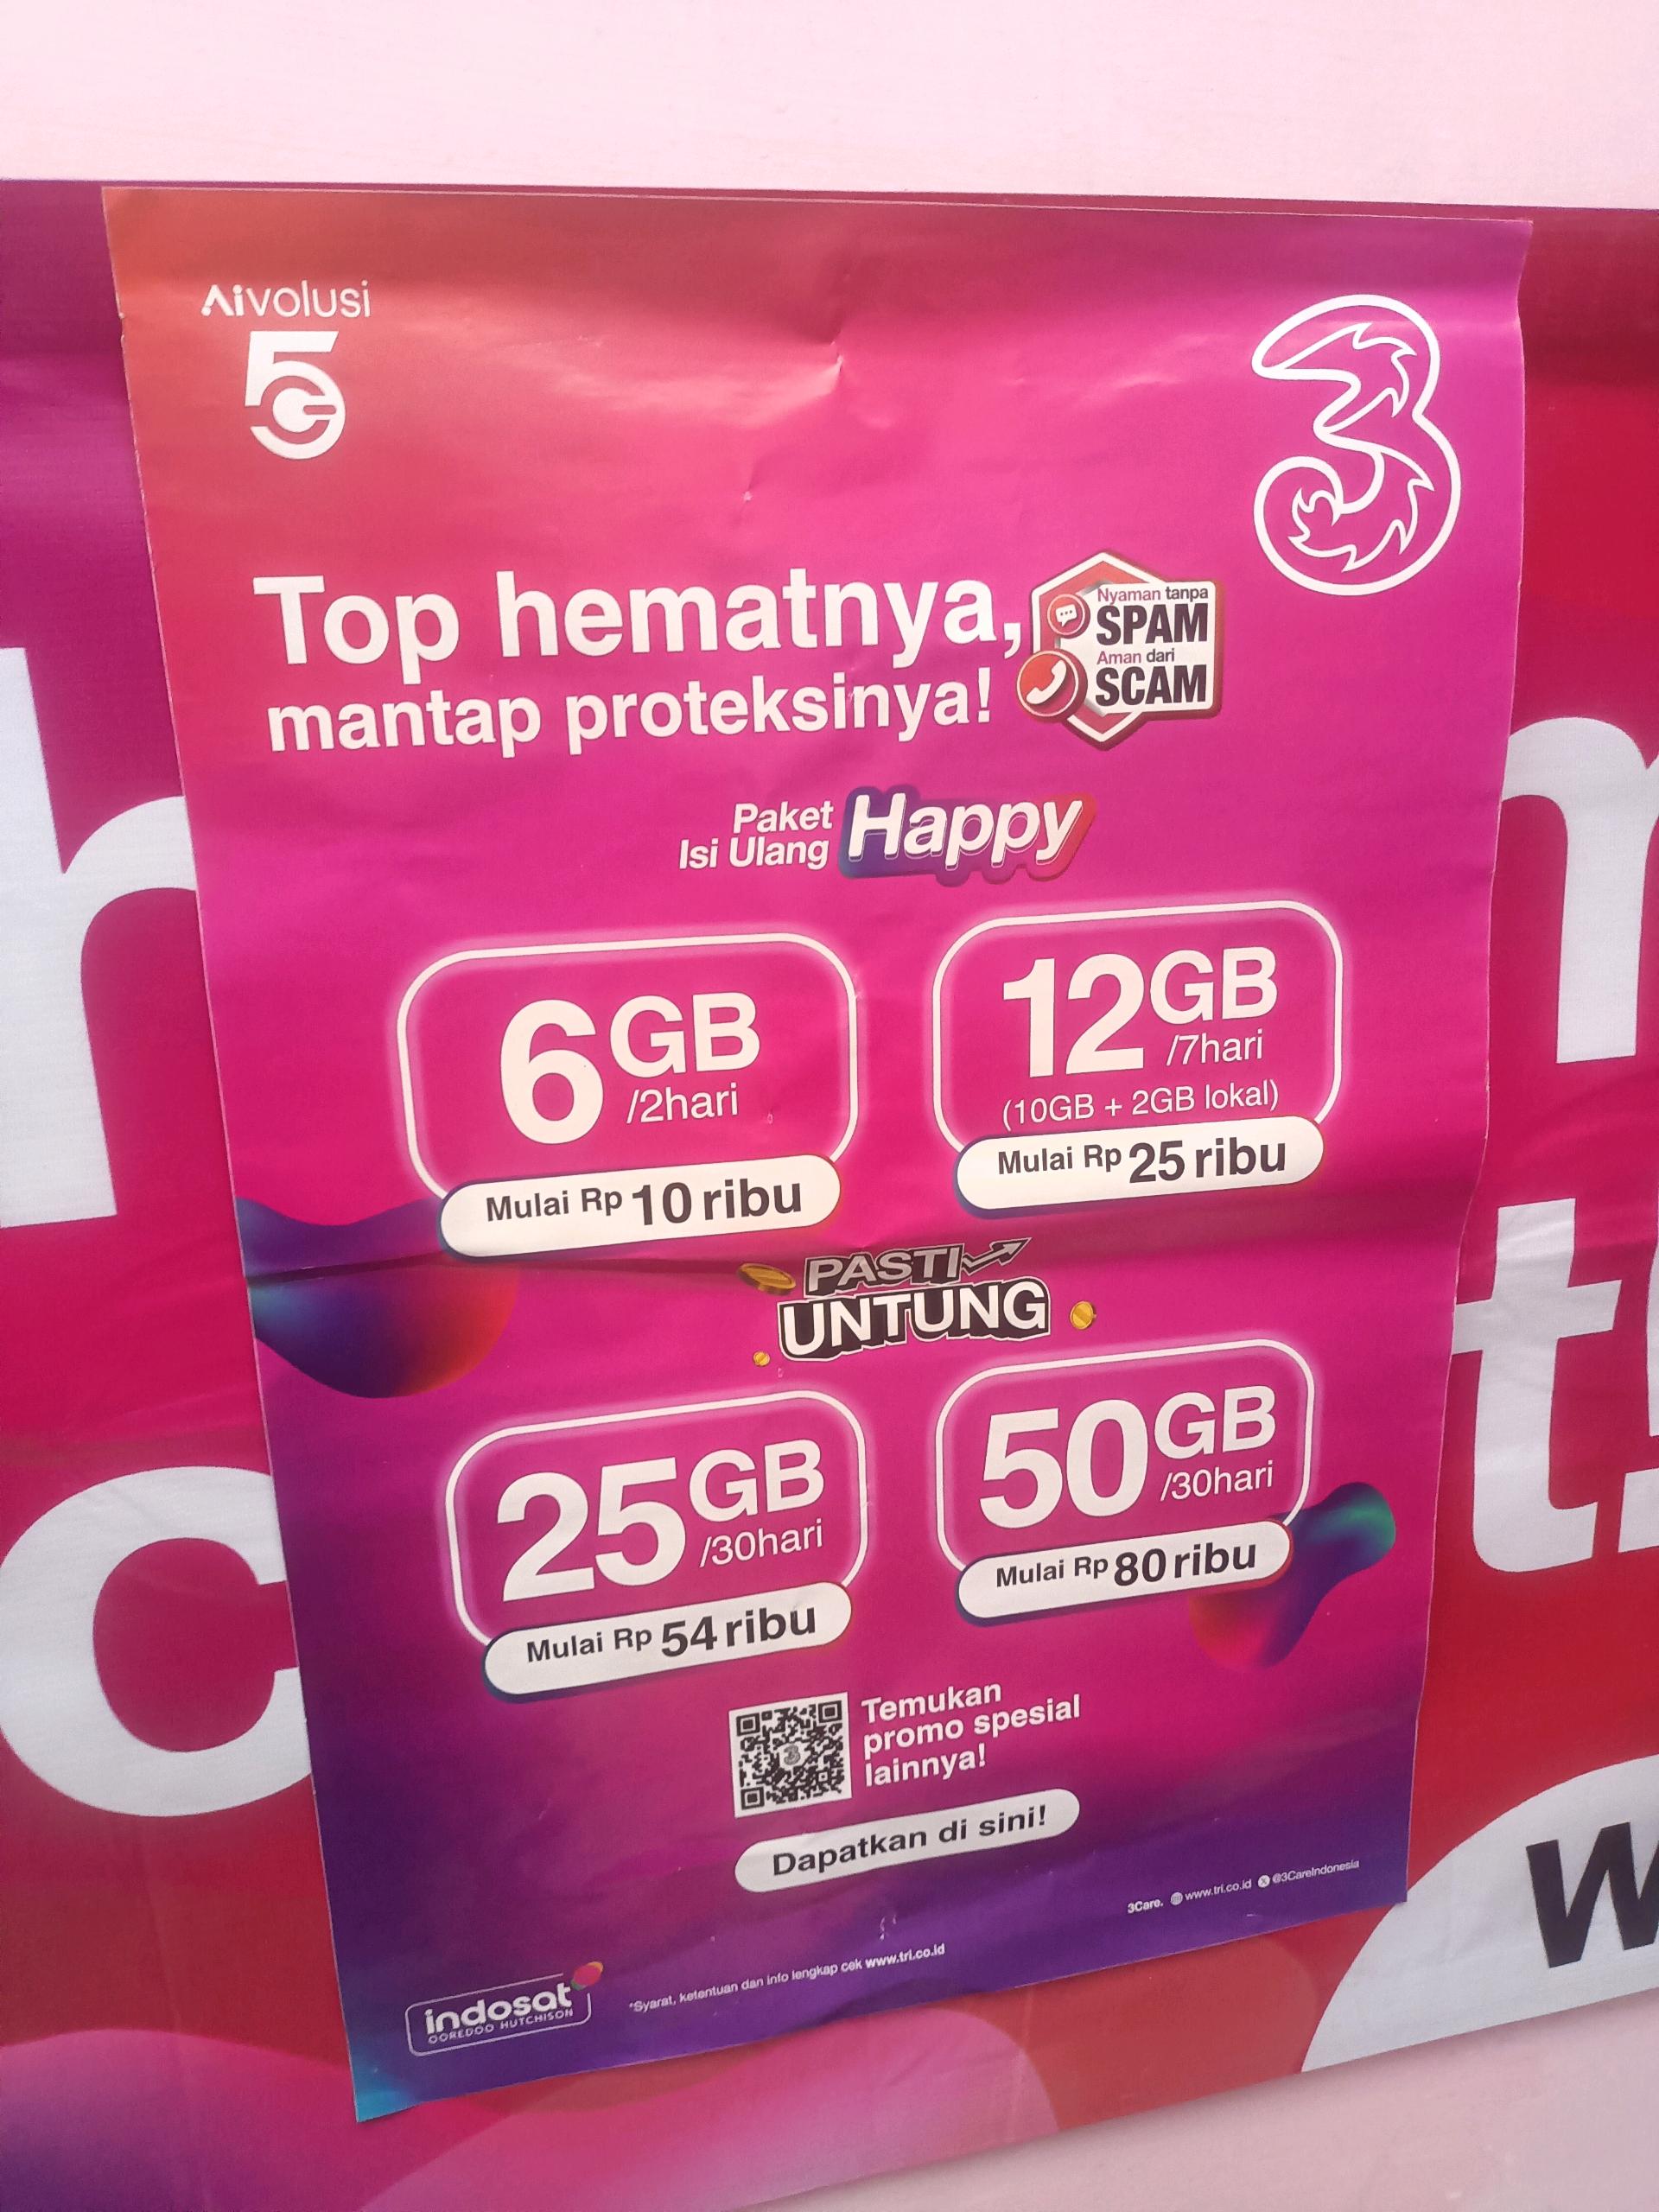 Aivolusi
5G
3
Top hematnya,
mantap proteksinya!
Nyaman tanpa
SPAM
Aman dari
SCAM
Paket
Isi Ulang
Happy
6GB
/2hari
Mulai Rp 10 ribu
12GB
/7hari
(10GB + 2GB lokal)
Mulai Rp 25 ribu
PASTI
UNTUNG
25GB
/30hari
Mulai Rp 54 ribu
50GB
/30hari
Mulai Rp 80 ribu
Temukan
promo spesial
lainnya!
Dapatkan di sini!
3Care. www.tri.co.id @3CareIndonesia
indosat
OOREDOO HUTCHISON
*Syarat, ketentuan dan info lengkap cek www.tri.co.id